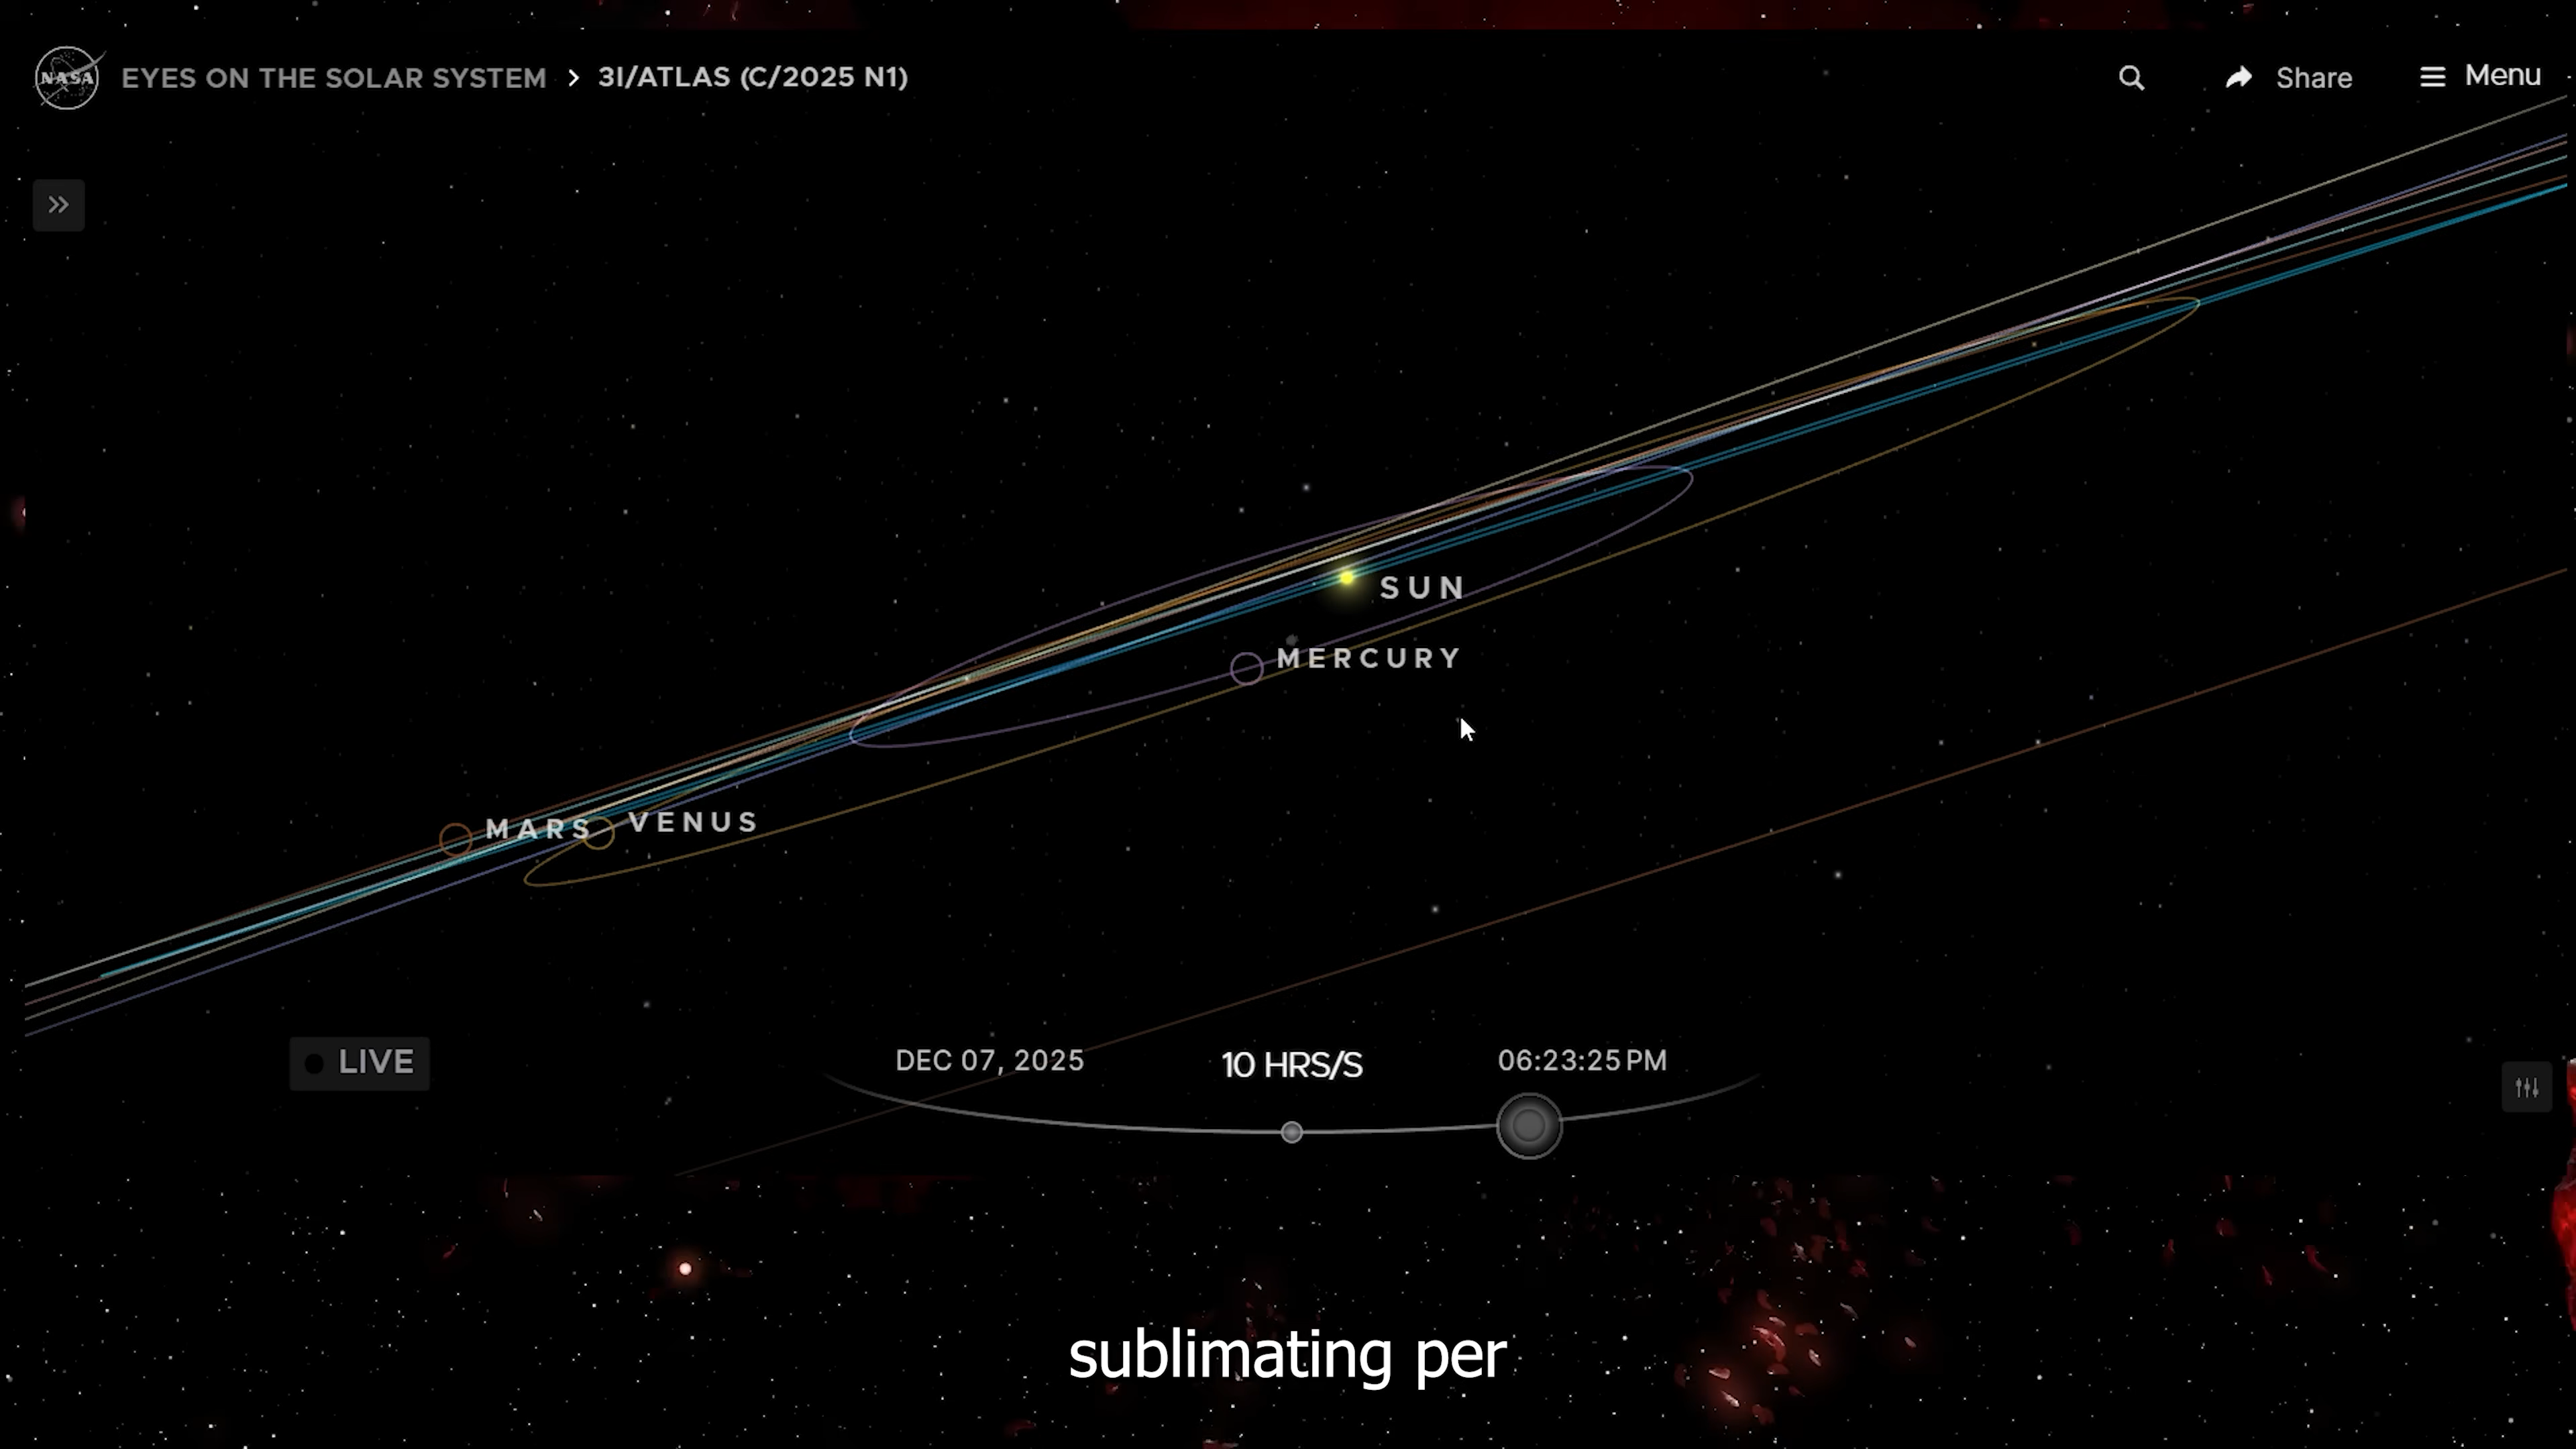 NASA
EYES ON THE SOLAR SYSTEM › 3I/ATLAS (C/2025 N1)
Share
Menu
SUN
MERCURY
MARS
VENUS
LIVE
DEC 07, 2025
10 HRS/S
06:23:25 PM
sublimating per